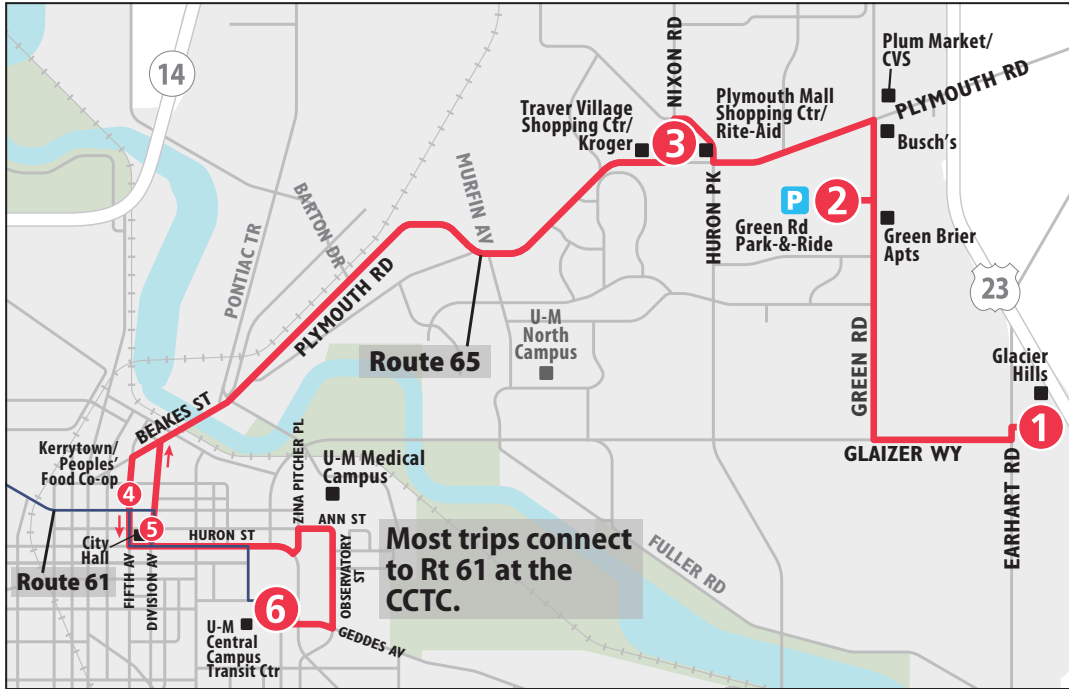 14
NIXON RD
Plum Market/
CVS
PLYMOUTH RD
Traver Village
Shopping Ctr/
Kroger
3
Plymouth Mall
Shopping Ctr/
Rite-Aid
Busch's
MURFIN AV
BARTON DR
PONTIAC TR
HURON PK
P
2
Green Rd
Park-&-Ride
Green Brier
Apts
PLYMOUTH RD
23
U-M
North
Campus
Route 65
GREEN RD
Glacier
Hills
1
GLAIZER WY
EARHART RD
BEAKES ST
Kerrytown/
Peoples'
Food Co-op
4
5
City
Hall
Route 61
FIFTH AV
DIVISION AV
HURON ST
ZINA PITCHER PL
U-M Medical
Campus
ANN ST
OBSERVATORY
ST
Most trips connect
to Rt 61 at the
CCTC.
FULLER RD
6
U-M
Central
Campus
Transit Ctr
GEDDES AV